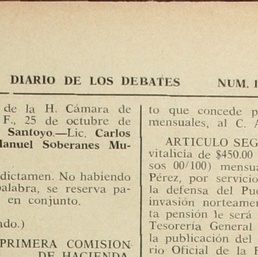 DIARIO DE LOS DEBATES NUM.
de la H. Cámara de
F., 25 de octubre de
Santoyo.—Lic. Carlos
Manuel Soberanes Mu-
dictamen. No habiendo
palabra, se reserva pa-
en conjunto.
ado.)
PRIMERA COMISION
DE HACIENDA
to que concede p
mensuales, al C. A
ARTICULO SEG
vitalicia de $450.00
sos 00/100) mensua
Pérez, por servicio
la defensa del Pue
invasión norteamer
ta pensión le será
Tesorería General
la publicación del
rio Oficial de la F